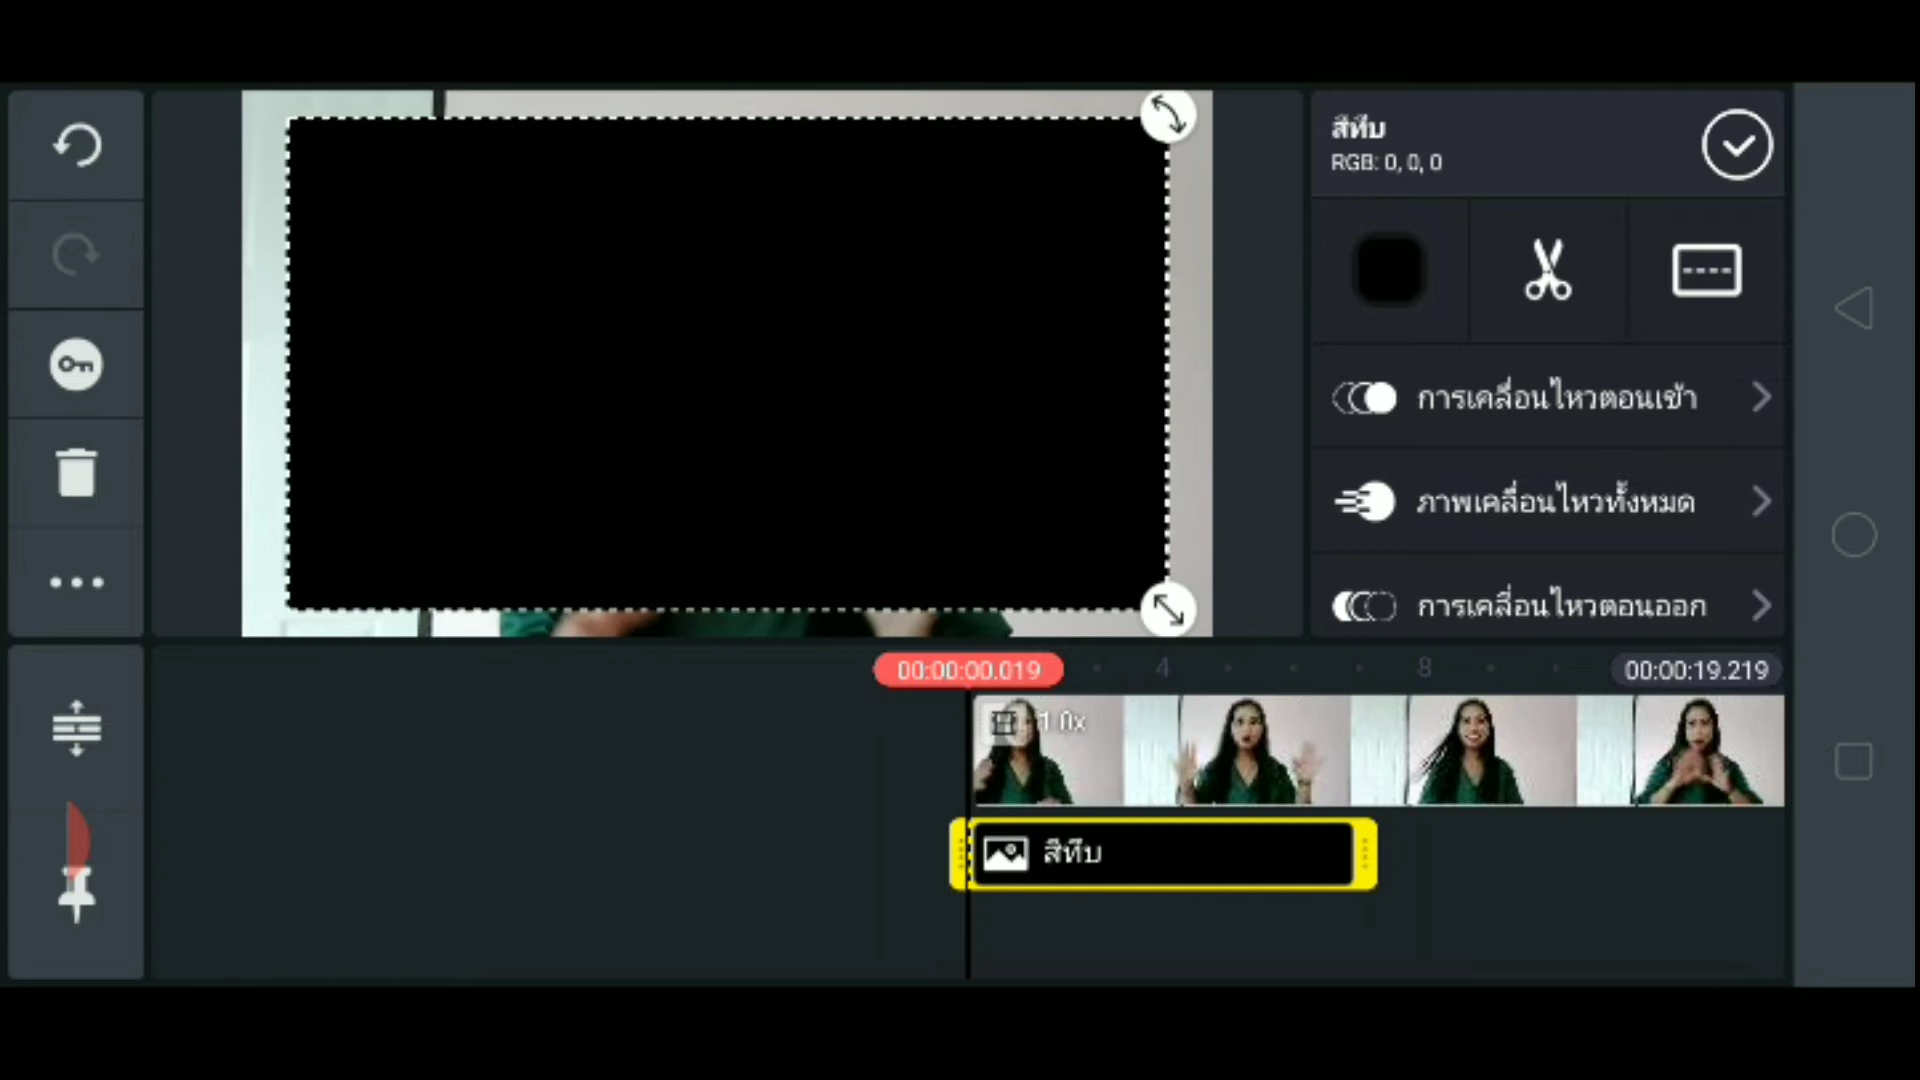 สีทึบ
RGB: 0, 0, 0
การเคลื่อนไหวตอนเข้า
ภาพเคลื่อนไหวทั้งหมด
การเคลื่อนไหวตอนออก
00:00:00.019
4
8
00:00:19.219
1.0x
สีทึบ